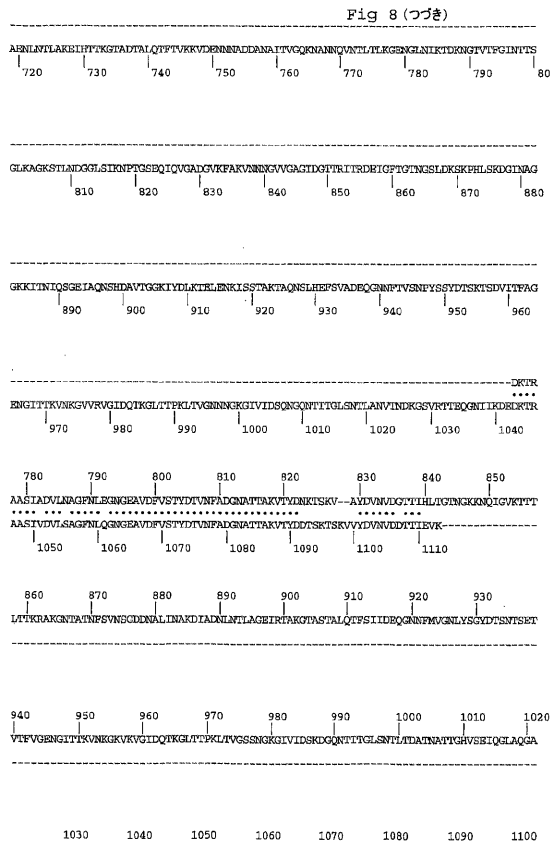 Fig 8 (つづき)
------------------------------------------------------------------------------------
AENLNTLAKEIHTTKGTADTALQTFTVKKVDENNNADDANAITVGQKNANNQVNTLTLKGENGLNIKTDKNGTVTFGINTTS
720 730 740 750 760 770 780 790 80
------------------------------------------------------------------------------------
GLKAGKSTLNDGGLSIKNPTGSEQIQVGADGVKFAKVNNNGVVGAGIDGTTRITRDEIGFTGTNGSLDKSKPHLSKDGINAG
810 820 830 840 850 860 870 880
------------------------------------------------------------------------------------
GKKITNIQSGEIAQNSHDAVTGGKIYDLKTELENKISSTAKTAQNSLHEFSVADEQGNNFTVSNPYSSYDTSKTSDVITFAG
890 900 910 920 930 940 950 960
--------------------------------------------------------------------------------DKTR
ENGITTKVNKGVVRVGIDQTKGLTTPKLTVGNNNGKGIVIDSQNGQNTITGLSNTLANVTNDKGSVRTTEQGNIIKDEDKTR
970 980 990 1000 1010 1020 1030 1040
780 790 800 810 820 830 840 850
AASIADVLNAGFNLEGNGEAVDFVSTYDTVNFADGNATTAKVTYDNKTSKV--AYDVNVDGTTIHLTGTNGKKNQIGVKTTT
AASIVDVLSAGFNLQGNGEAVDFVSTYDTVNFADGNATTAKVTYDDTSKTSKVVYDVNVDDTTIEVK---------------
1050 1060 1070 1080 1090 1100 1110
860 870 880 890 900 910 920 930
LTTKRAKGNTATNFSVNSGDDNALINAKDIADNLNTLAGEIRTAKGTASTALQTFSIIDEQGNNFMVGNLYSGYDTSNTSET
------------------------------------------------------------------------------------
940 950 960 970 980 990 1000 1010 1020
VTFVGENGITTKVNKGKVKVGIDQTKGLTTPKLTVGSSNGKGIVIDSKDGQNTITGLSNTLTDATNATTGHVSEIQGLAQGA
------------------------------------------------------------------------------------
1030 1040 1050 1060 1070 1080 1090 1100